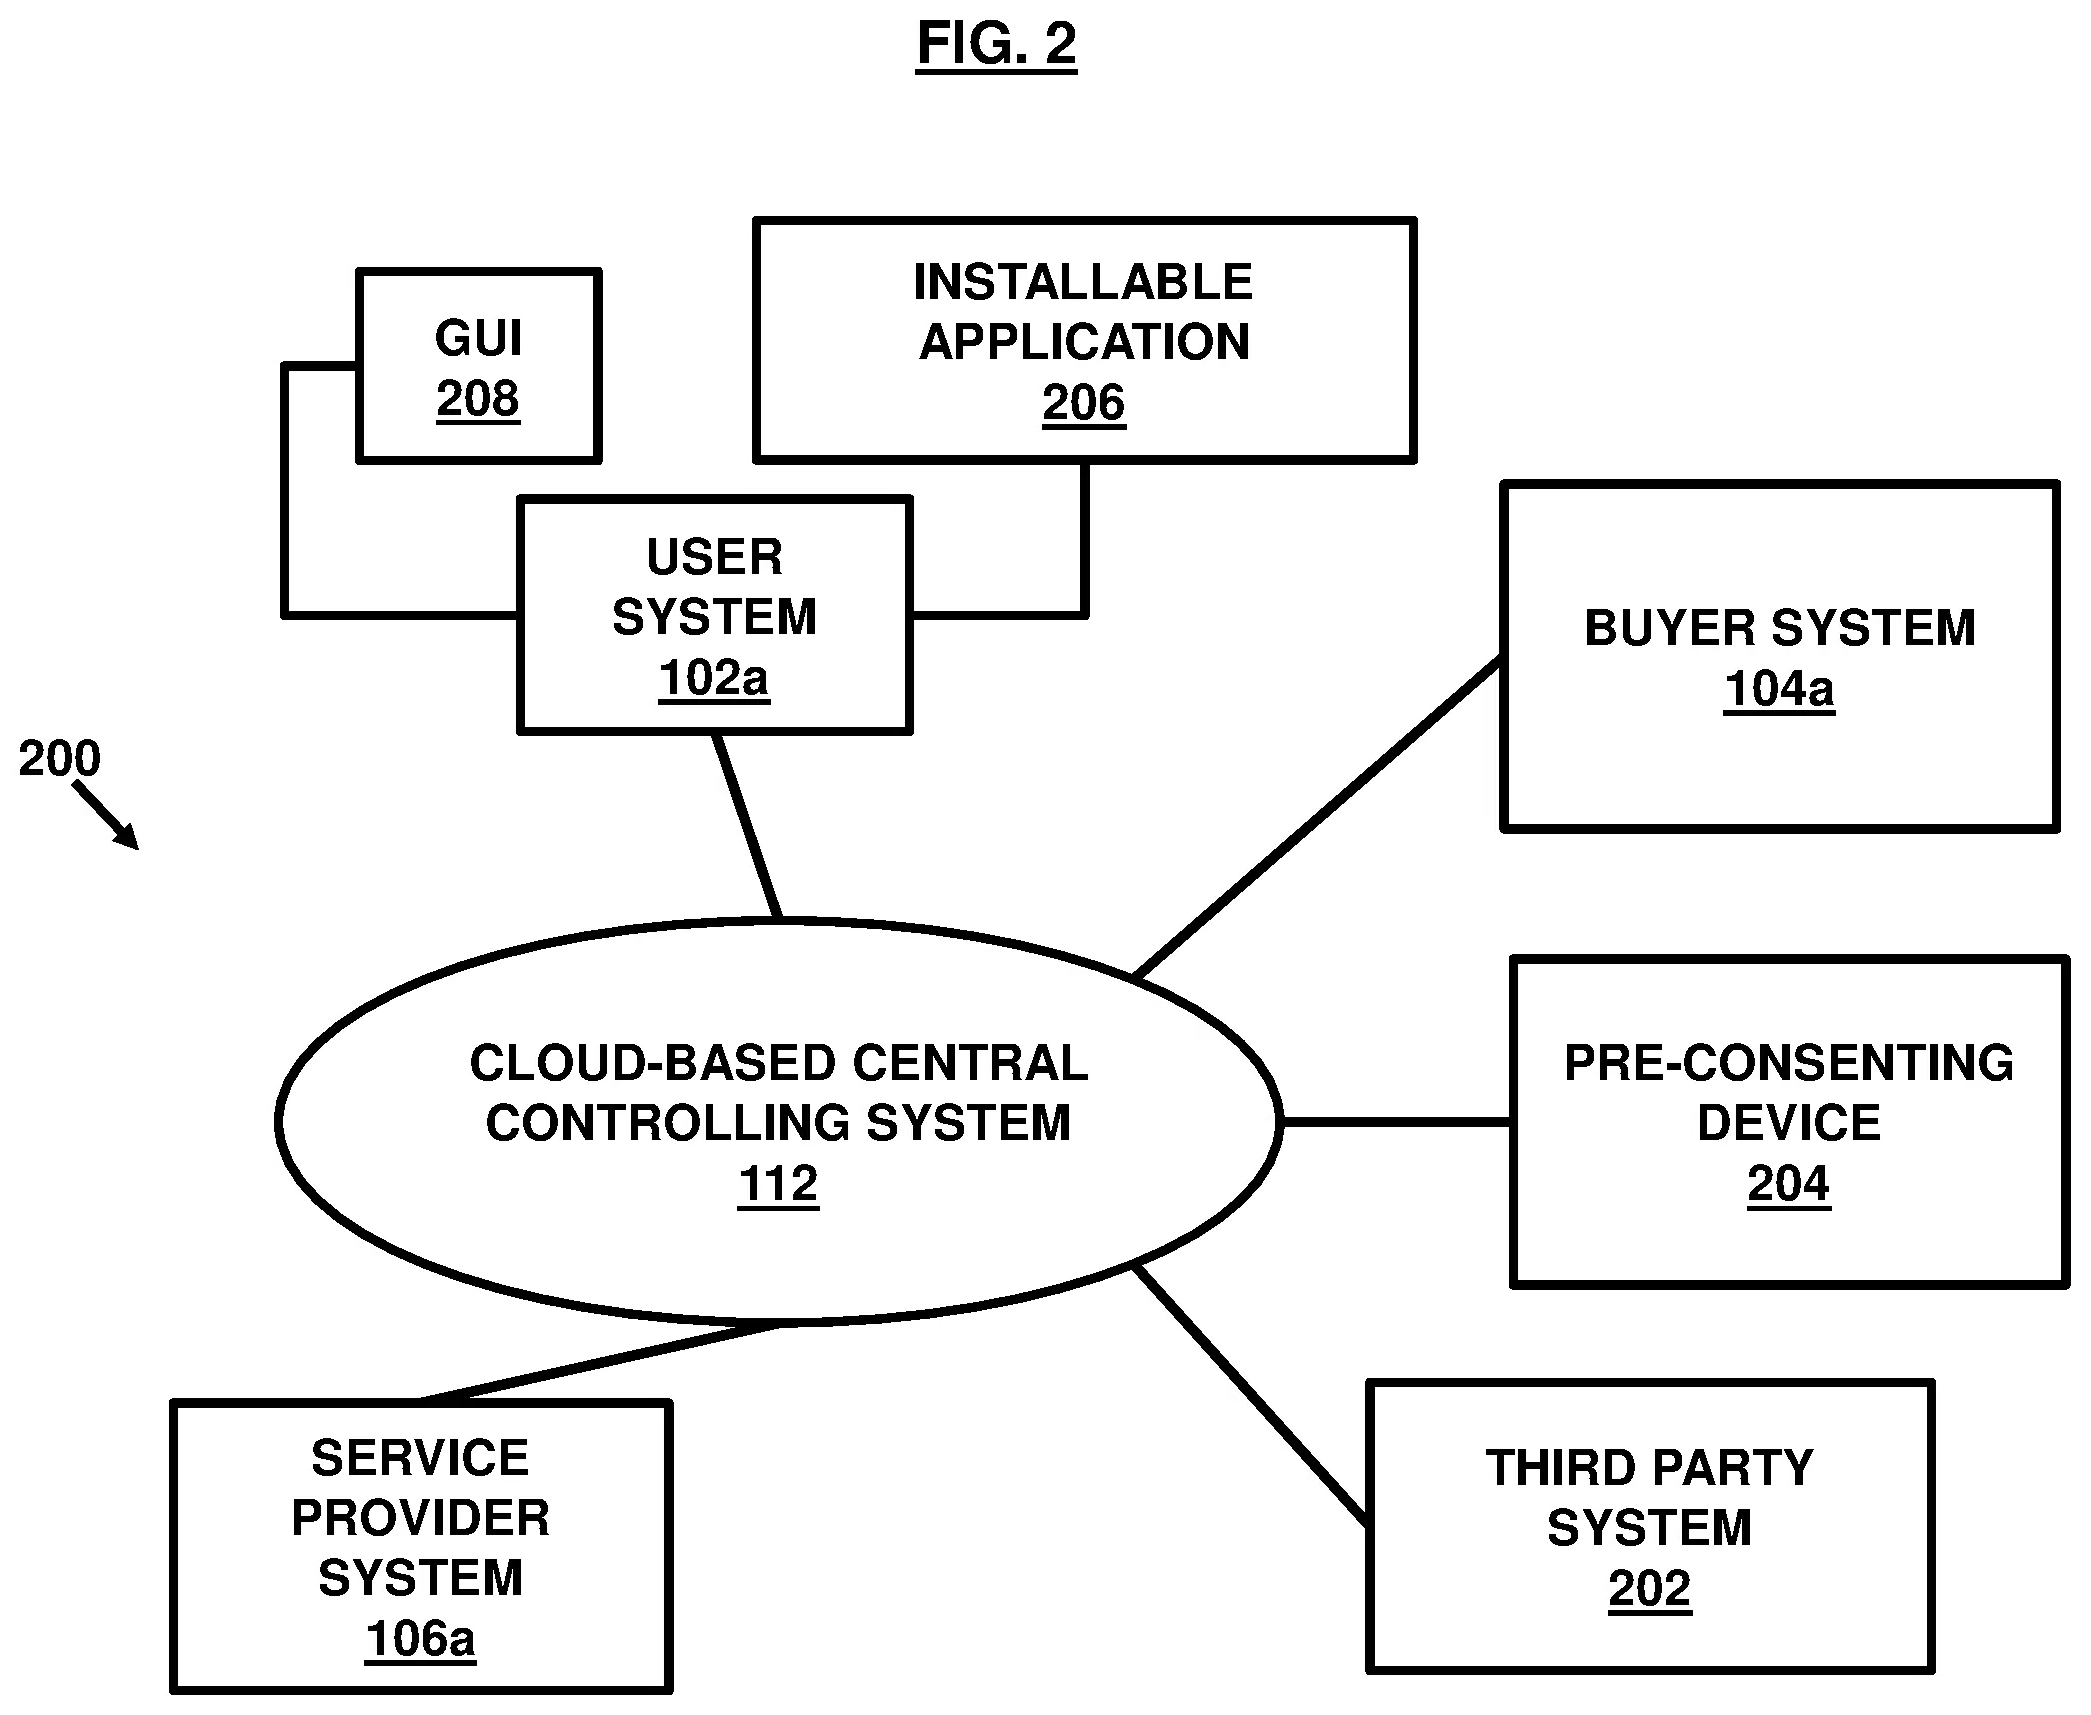 FIG. 2
GUI
208
INSTALLABLE
APPLICATION
206
USER
SYSTEM
102a
BUYER SYSTEM
104a
200
CLOUD-BASED CENTRAL
CONTROLLING SYSTEM
112
PRE-CONSENTING
DEVICE
204
SERVICE
PROVIDER
SYSTEM
106a
THIRD PARTY
SYSTEM
202